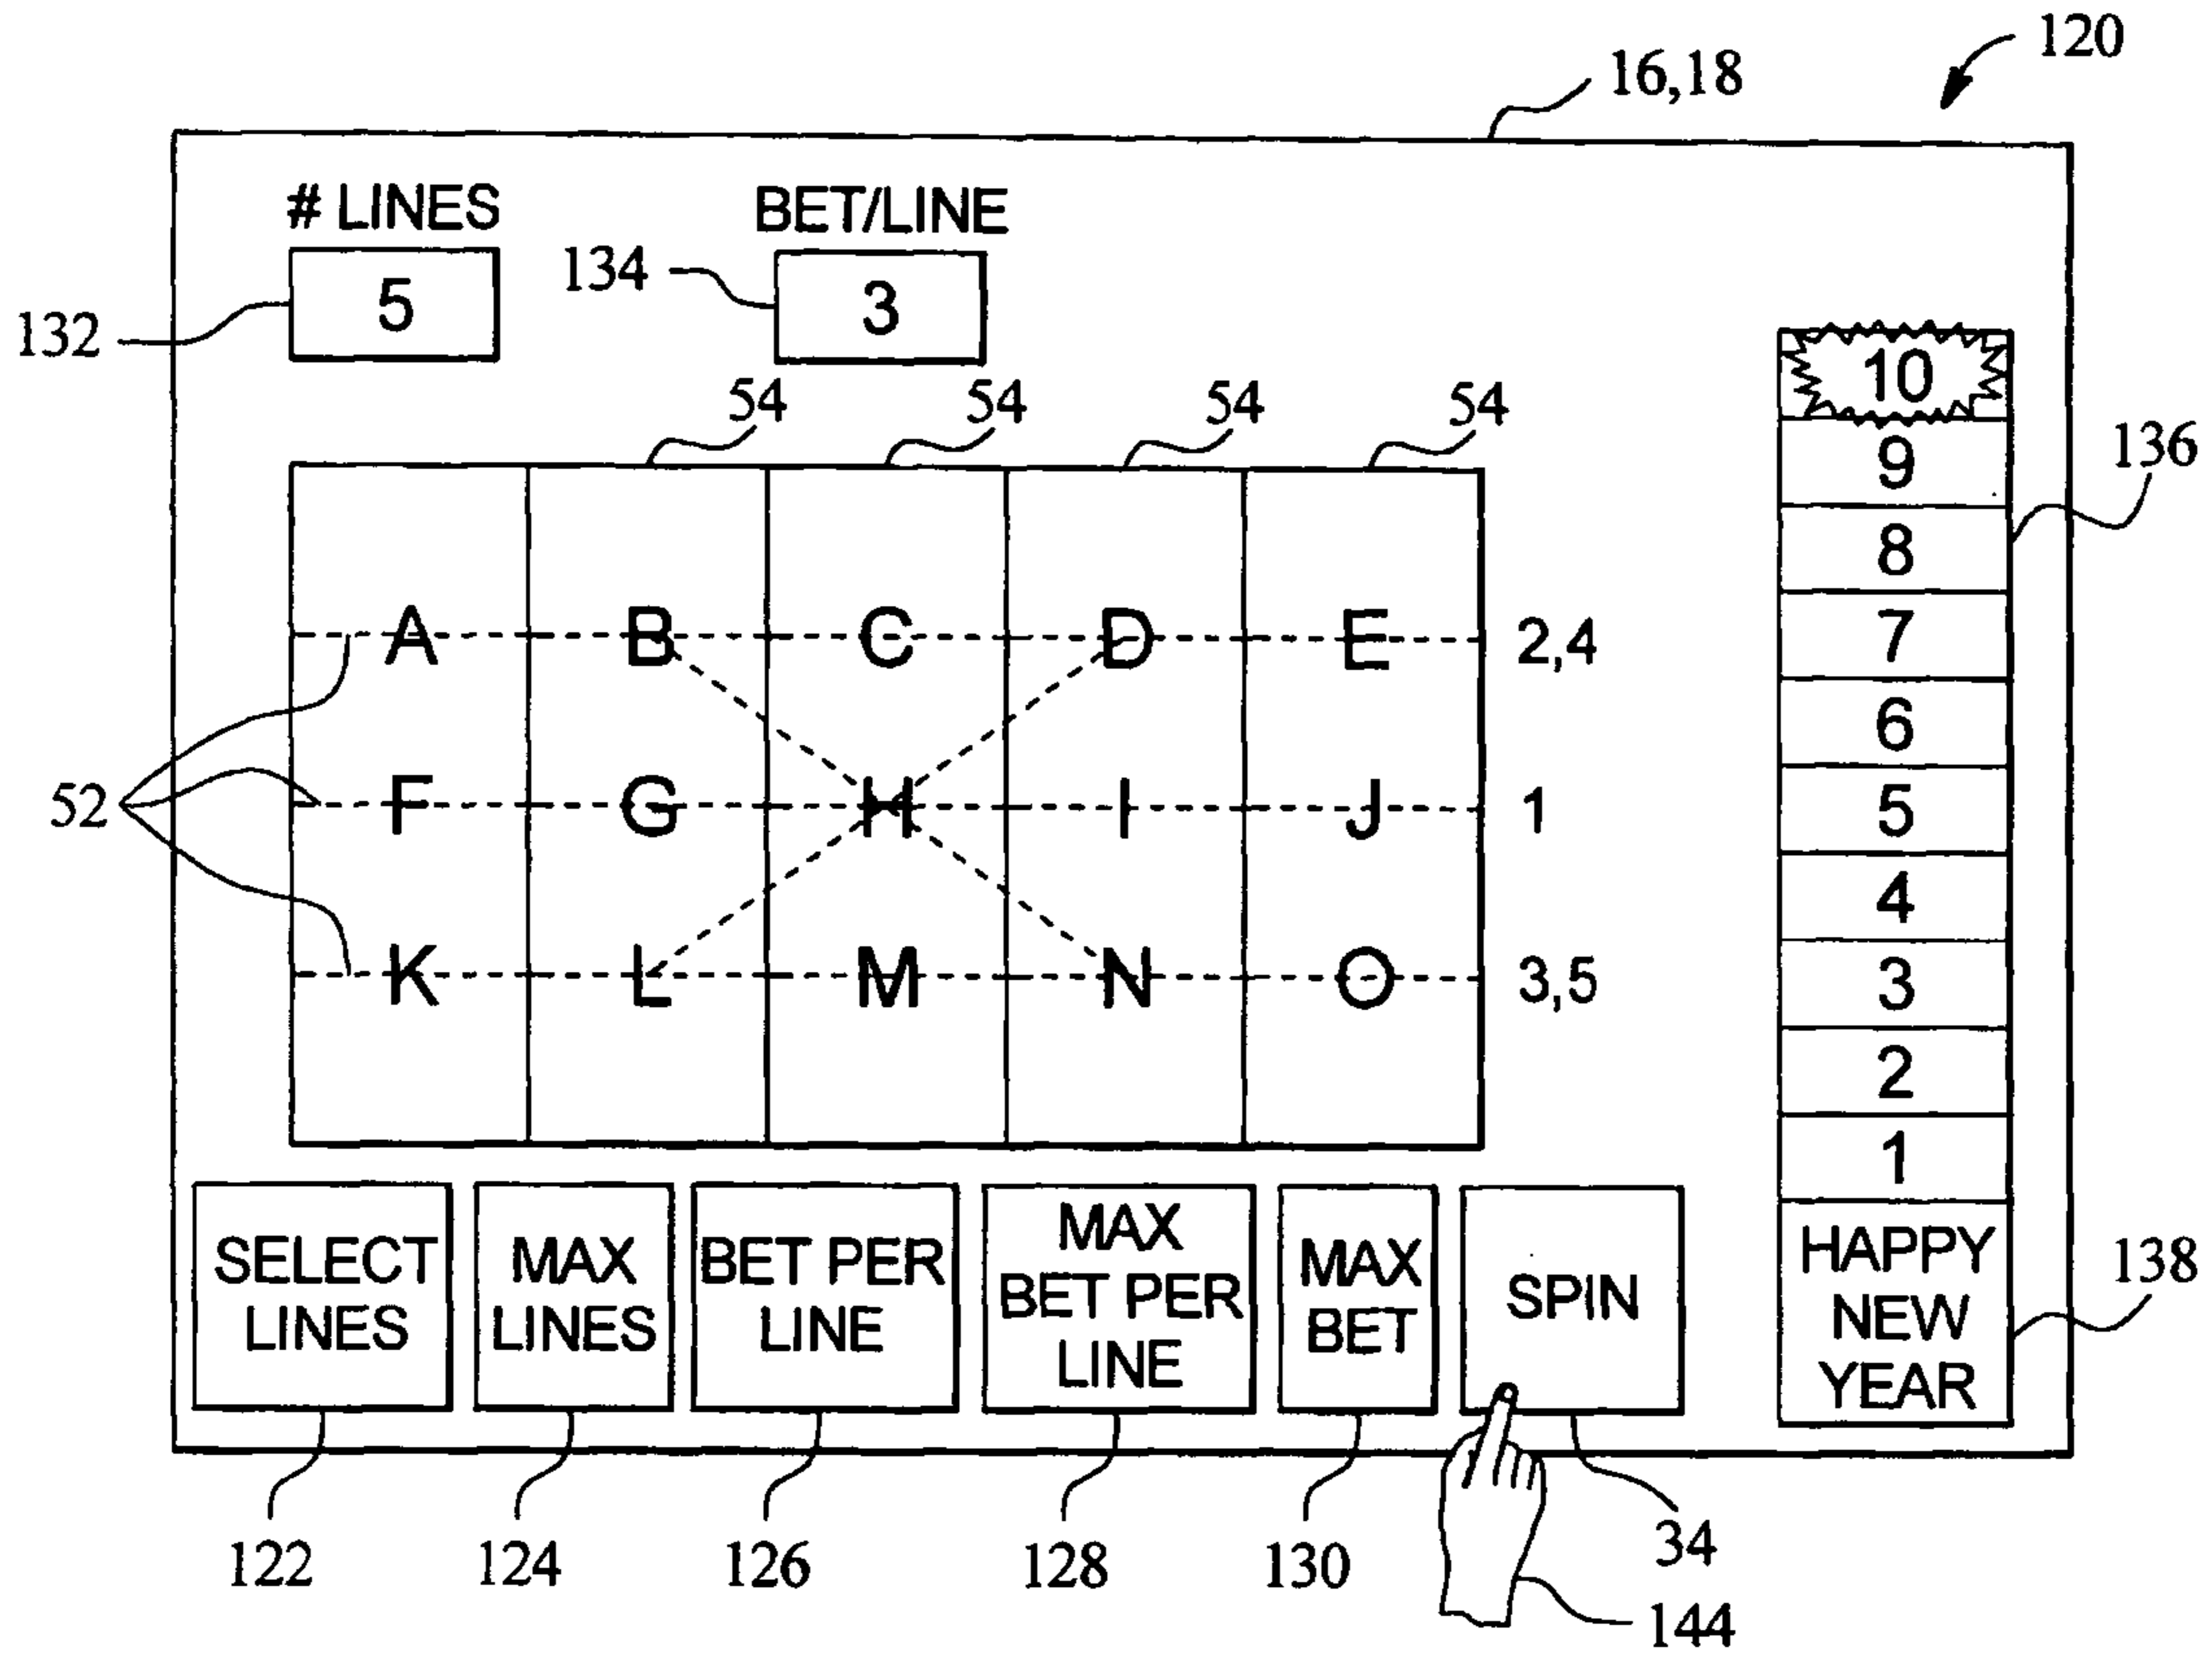 120
16,18
# LINES
BET/LINE
132
5
134
3
54
54
54
54
10
9
8
7
6
5
4
3
2
1
136
A B C D E 2,4
52
F G H I J 1
K L M N O 3,5
SELECT
LINES
MAX
LINES
BET PER
LINE
MAX
BET PER
LINE
MAX
BET
SPIN
HAPPY
NEW
YEAR
138
122
124
126
128
130
34
144